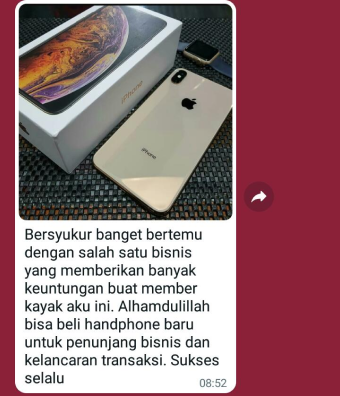 iPhone
iPhone
Bersyukur banget bertemu
dengan salah satu bisnis
yang memberikan banyak
keuntungan buat member
kayak aku ini. Alhamdulillah
bisa beli handphone baru
untuk penunjang bisnis dan
kelancaran transaksi. Sukses
selalu
08:52